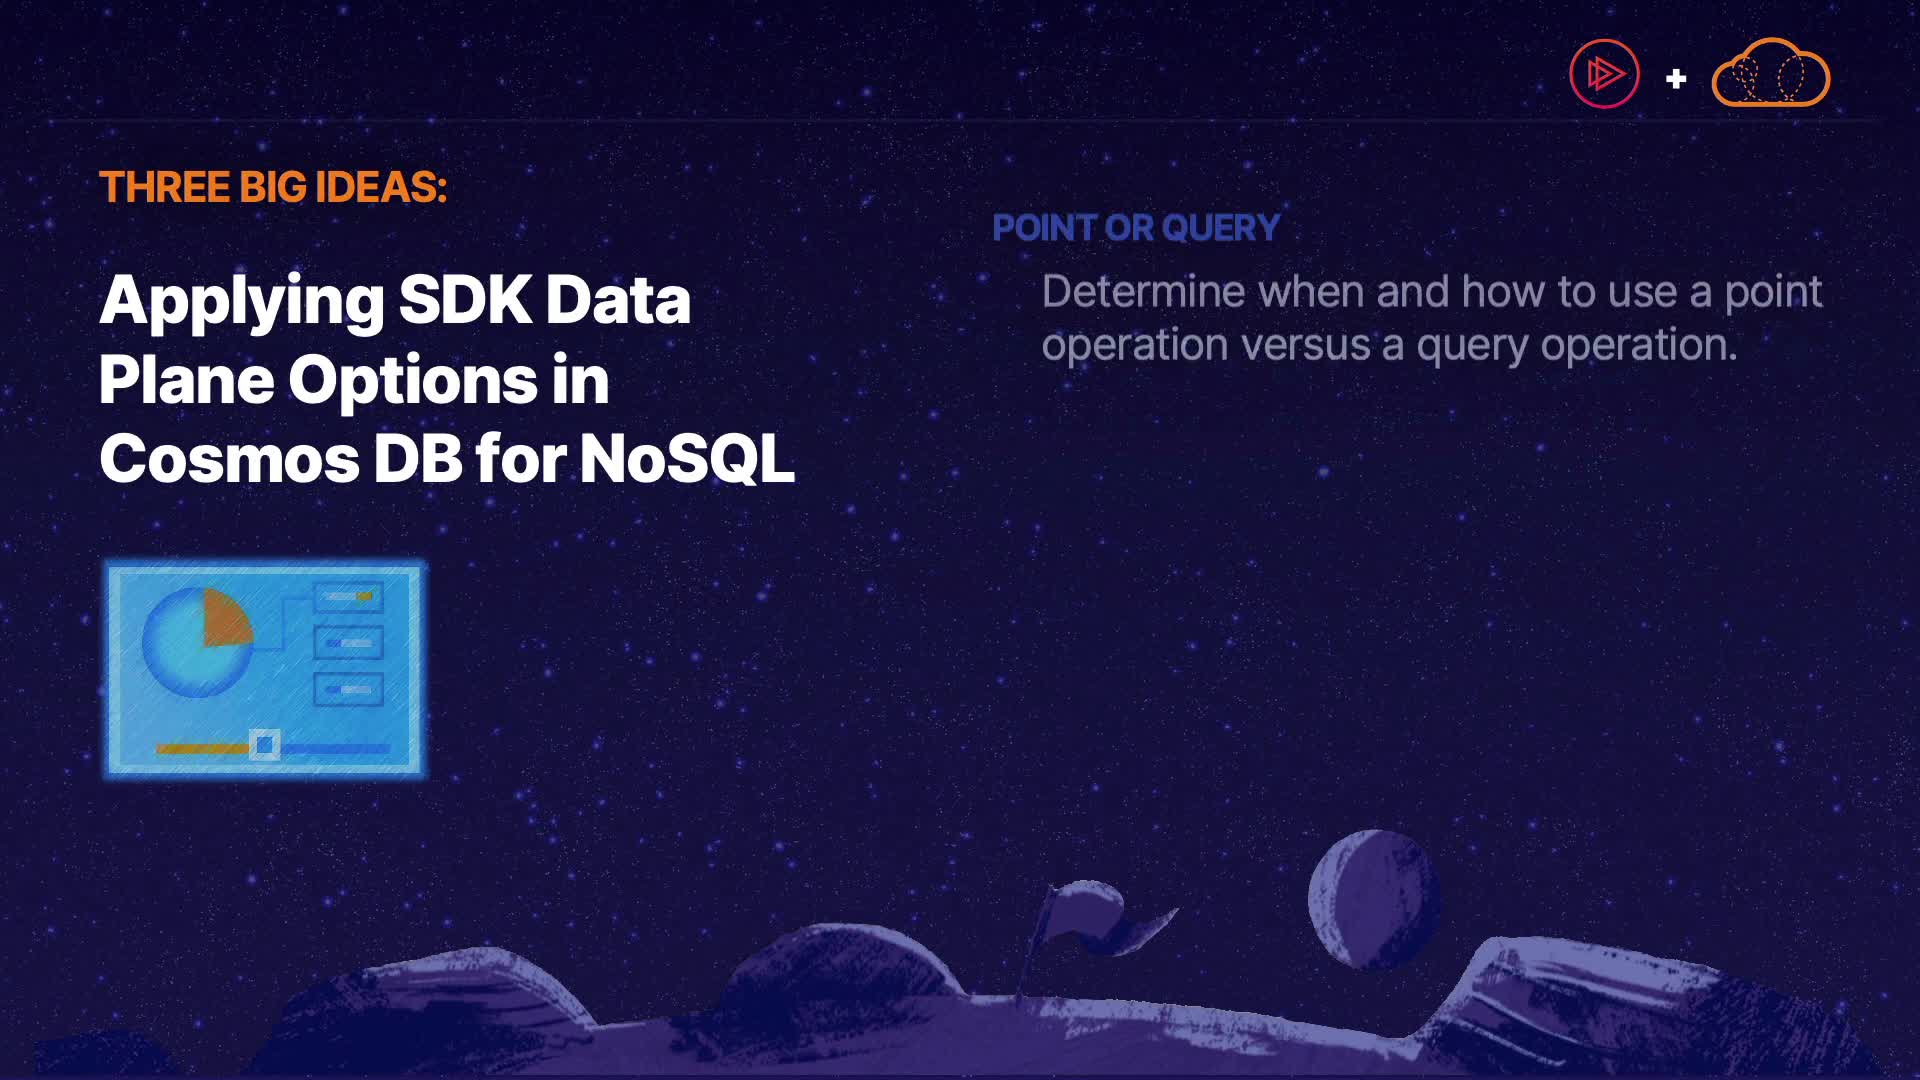 THREE BIG IDEAS:
Applying SDK Data
Plane Options in
Cosmos DB for NoSQL
POINT OR QUERY
Determine when and how to use a point
operation versus a query operation.